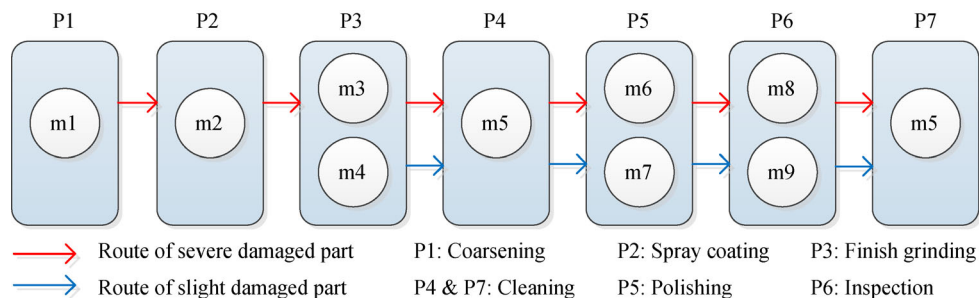 P1 P2 P3 P4 P5 P6 P7
m3 m6 m8
m1 m2 m5 m5
m4 m7 m9
Route of severe damaged part P1: Coarsening P2: Spray coating P3: Finish grinding
Route of slight damaged part P4 & P7: Cleaning P5: Polishing P6: Inspection